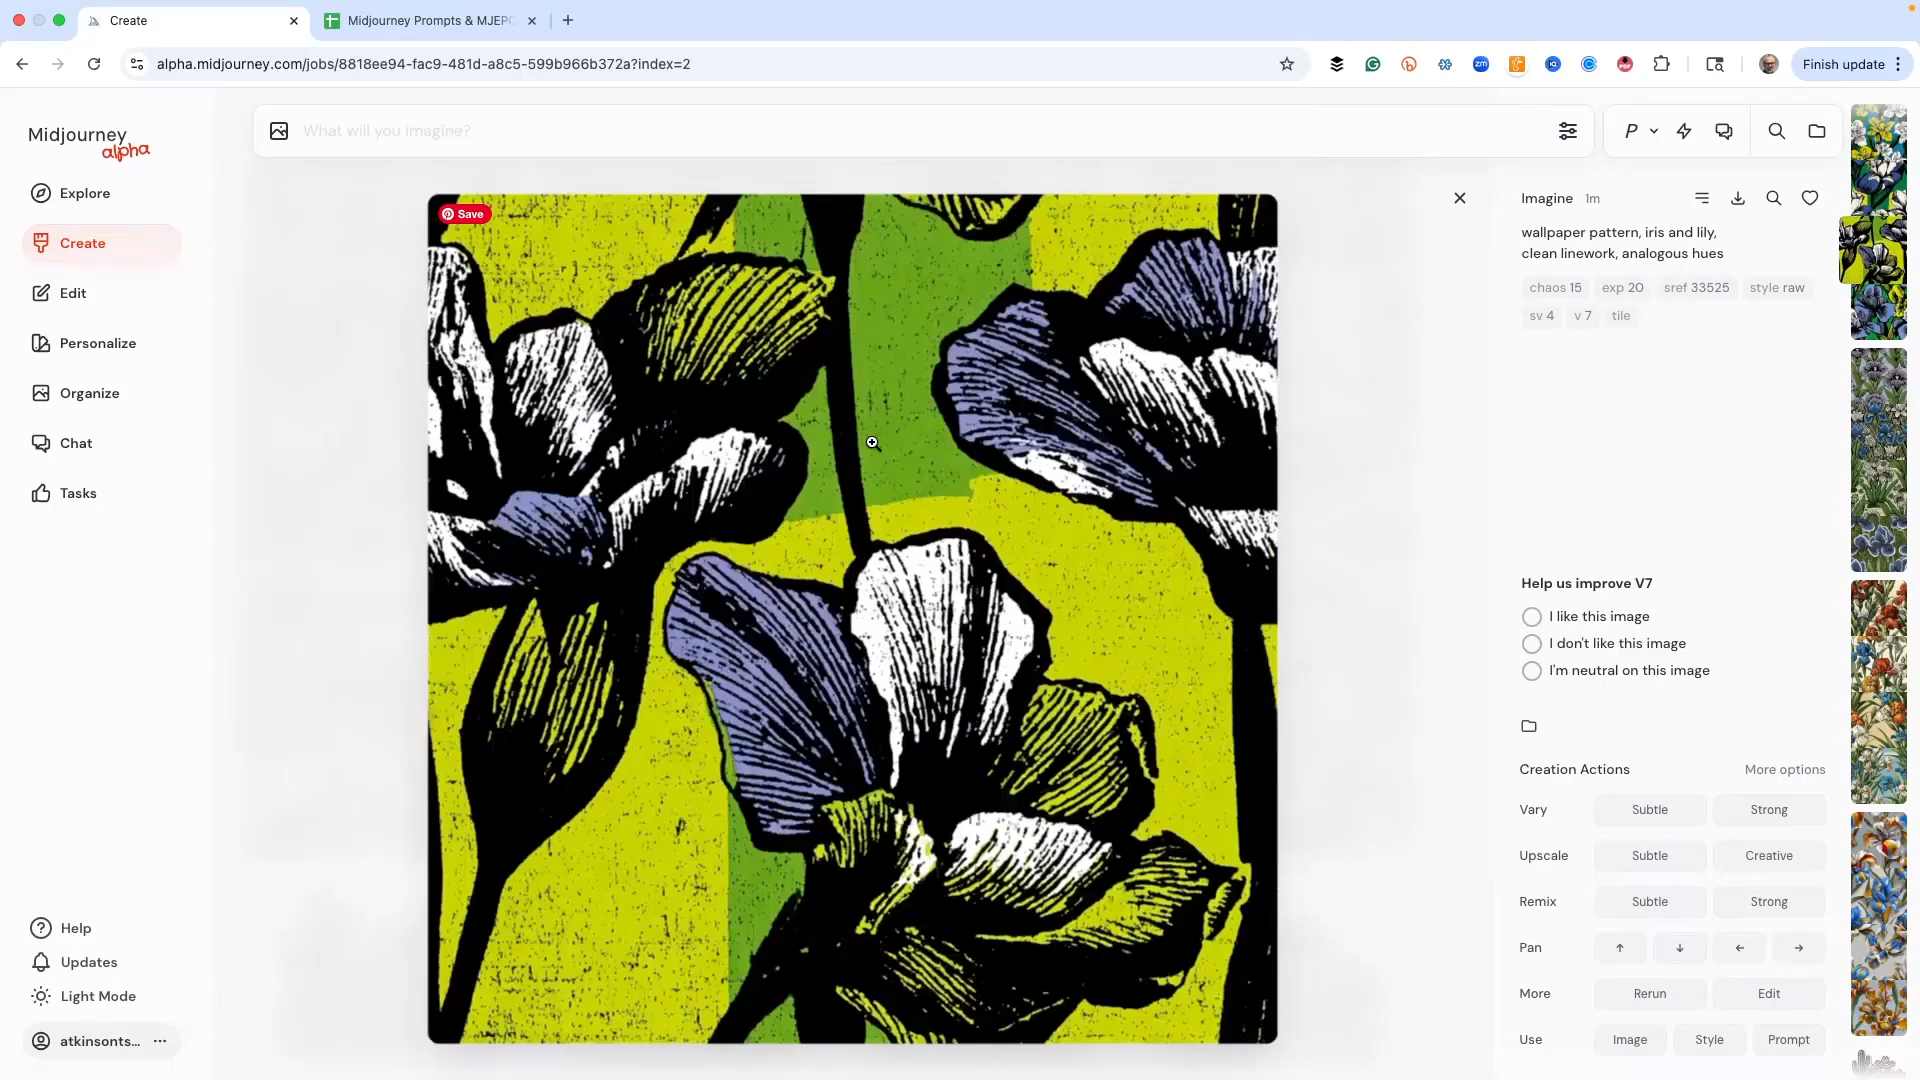 Create
Midjourney Prompts & MJEPC
alpha.midjourney.com/jobs/8818ee94-fac9-481d-a8c5-599b966b372a?index=2
Finish update
Midjourney
alpha
What will you imagine?
P
Explore
Create
Edit
Personalize
Organize
Chat
Tasks
Help
Updates
Light Mode
atkinsonts...
Save
Imagine 1m
wallpaper pattern, iris and lily,
clean linework, analogous hues
chaos 15 exp 20 sref 33525 style raw
sv 4 v 7 tile
Help us improve V7
I like this image
I don't like this image
I'm neutral on this image
Creation Actions More options
Vary Subtle Strong
Upscale Subtle Creative
Remix Subtle Strong
Pan ↑ ↓ ← →
More Rerun Edit
Use Image Style Prompt